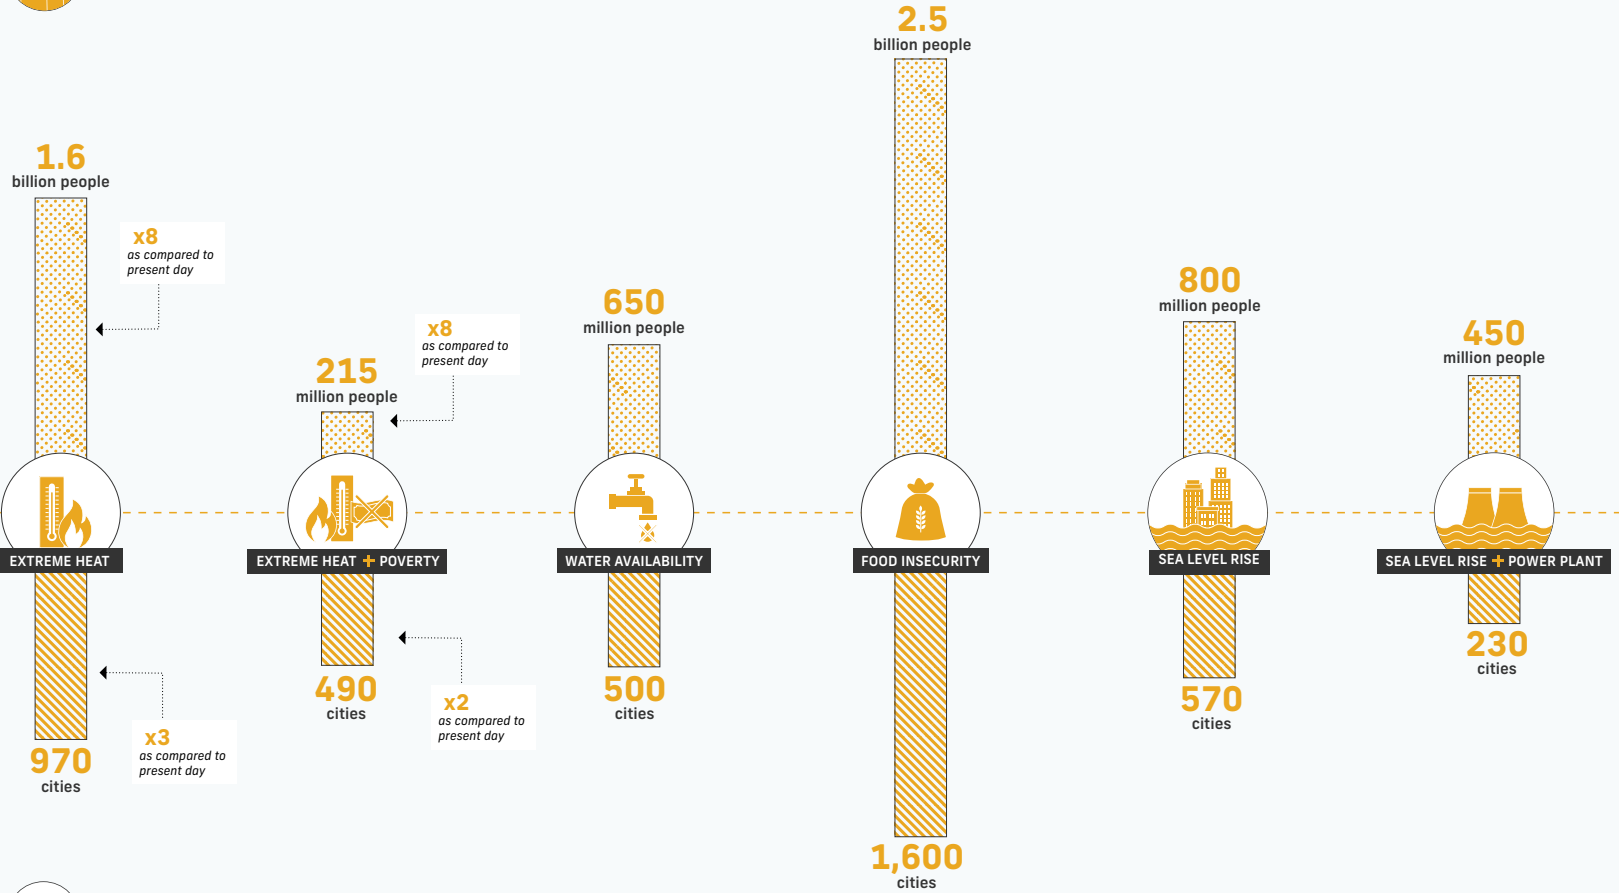 2.5
billion people
1.6
billion people
x8
as compared to
present day
800
million people
650
million people
x8
as compared to
present day
450
million people
215
million people
EXTREME HEAT
EXTREME HEAT + POVERTY
WATER AVAILABILITY
FOOD INSECURITY
SEA LEVEL RISE
SEA LEVEL RISE + POWER PLANT
230
cities
490
cities
500
cities
570
cities
x2
as compared to
present day
x3
as compared to
present day
970
cities
1,600
cities